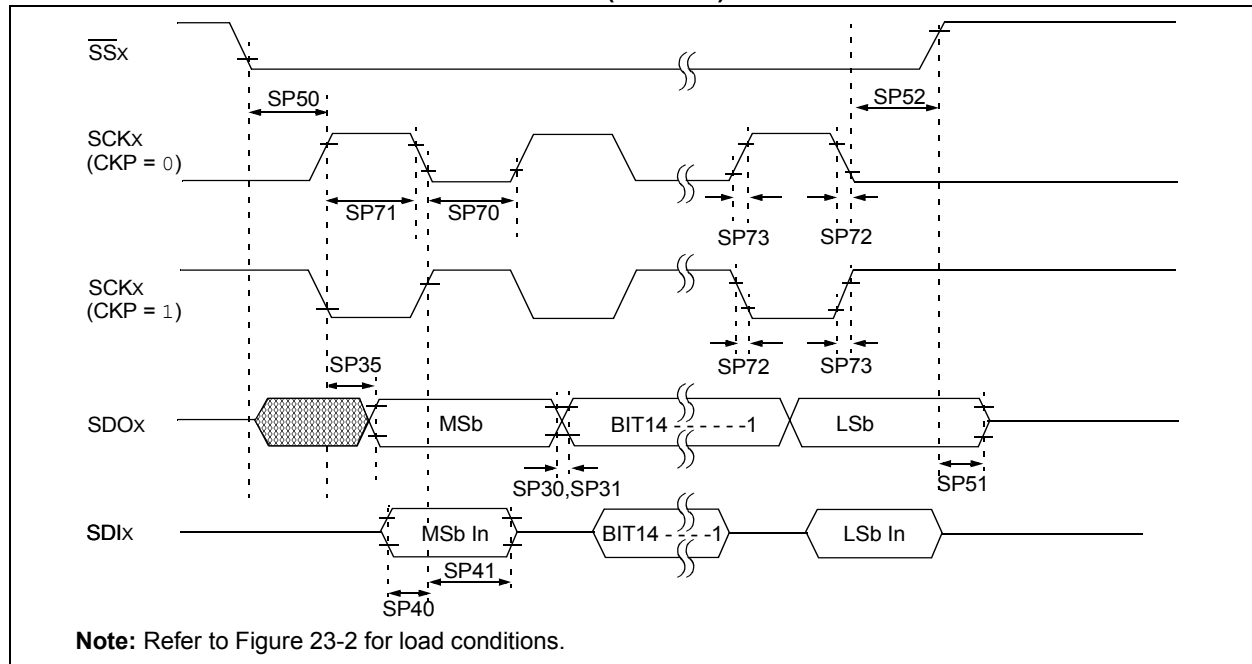 SSx
SP50
SP52
SCKx
(CKP = 0)
SP71
SP70
SP73
SP72
SCKx
(CKP = 1)
SP35
SP72
SP73
SDOx
MSb
BIT14 - - - - - -1
LSb
SP30,SP31
SP51
SDIx
MSb In
BIT14 - - - -1
LSb In
SP41
SP40
Note: Refer to Figure 23-2 for load conditions.